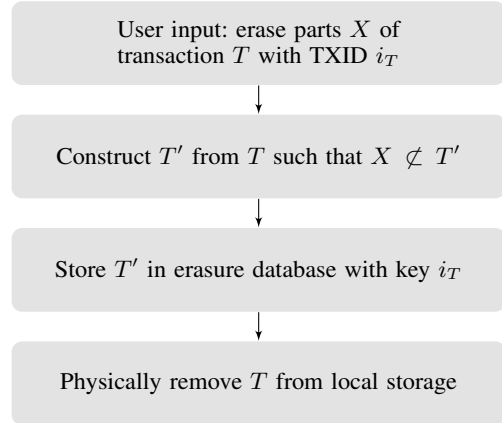 User input: erase parts X of
transaction T with TXID i_T
Construct T′ from T such that X ⊄ T′
Store T′ in erasure database with key i_T
Physically remove T from local storage